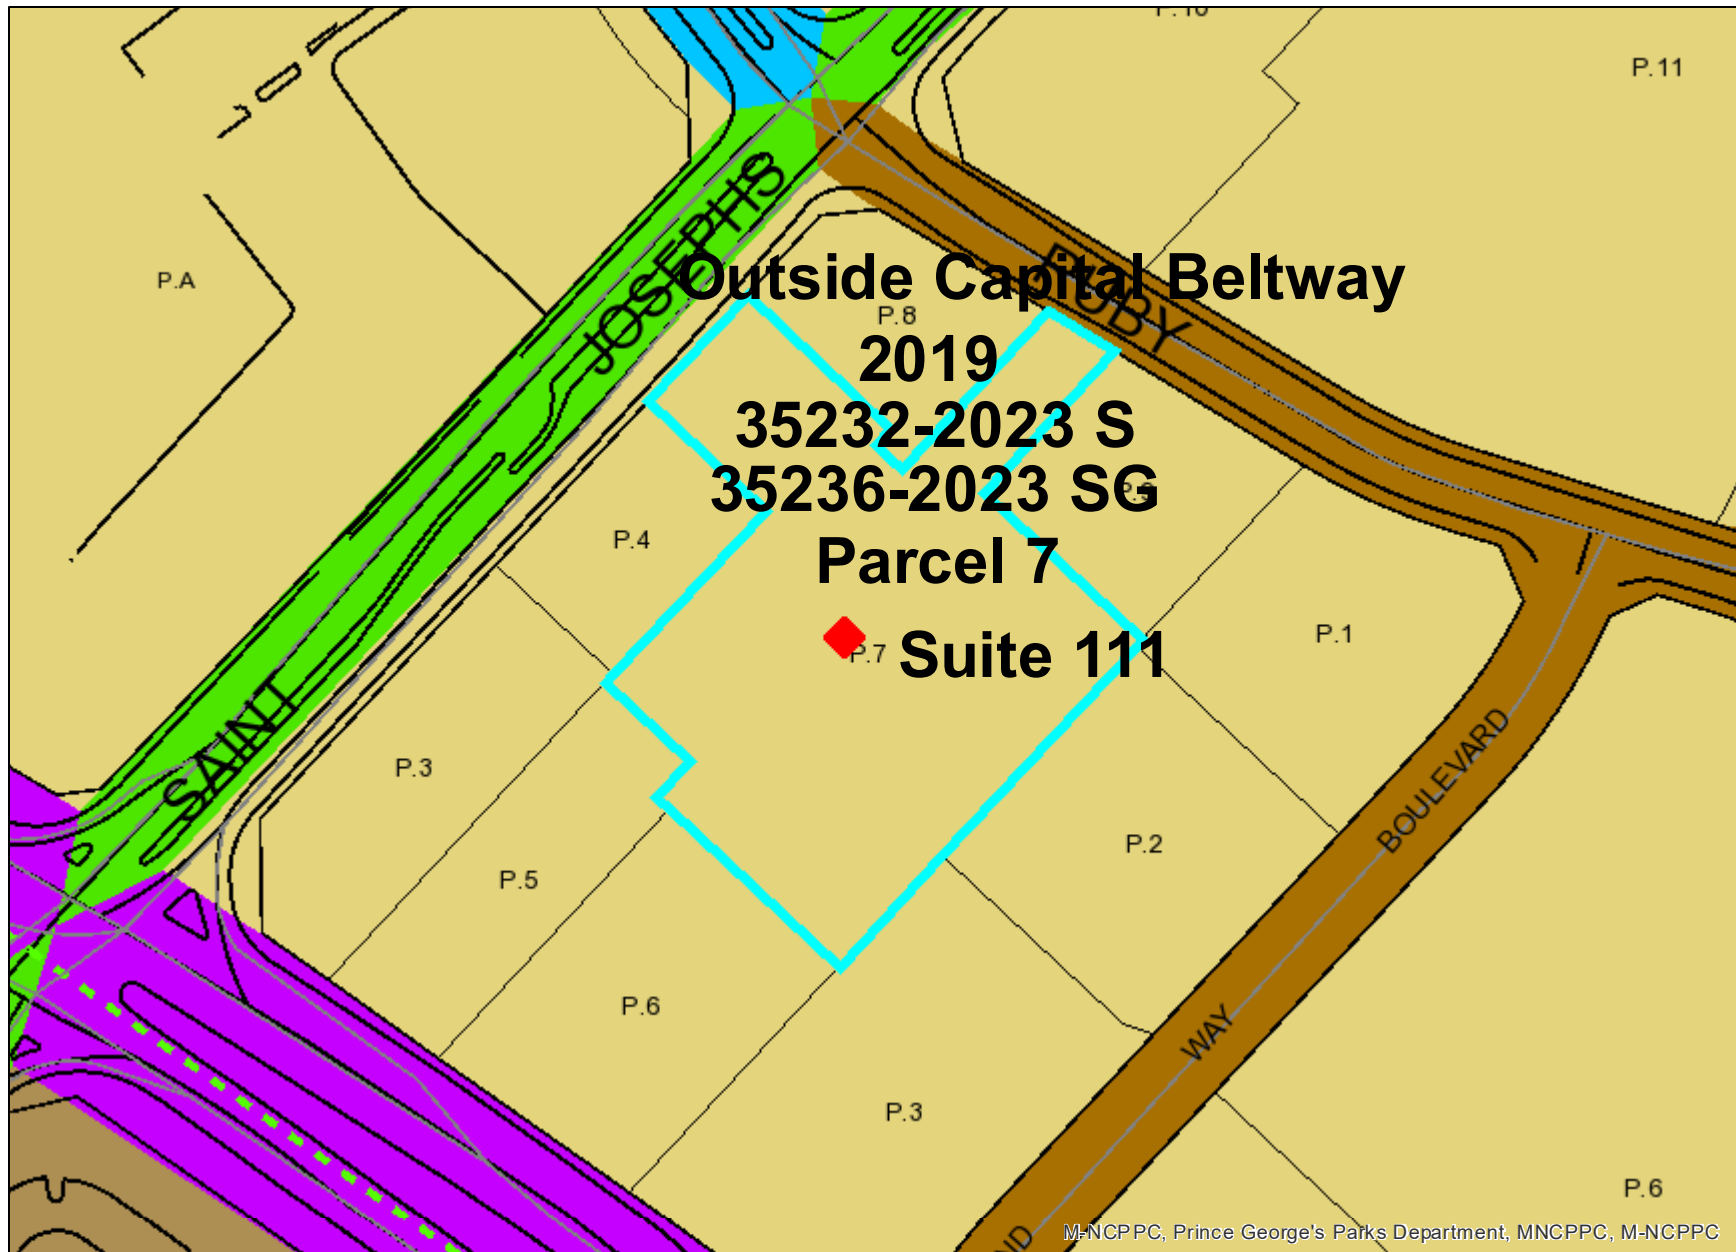 P.11
P.A
JOSEPHS
RUBY
Outside Capital Beltway
P.8
2019
35232-2023 S
35236-2023 SG
P.4
Parcel 7
P.7
Suite 111
P.1
SAINT
P.3
BOULEVARD
P.2
P.5
P.6
WAY
P.3
P.6
ND
M-NCPPC, Prince George's Parks Department, MNCPPC, M-NCPPC